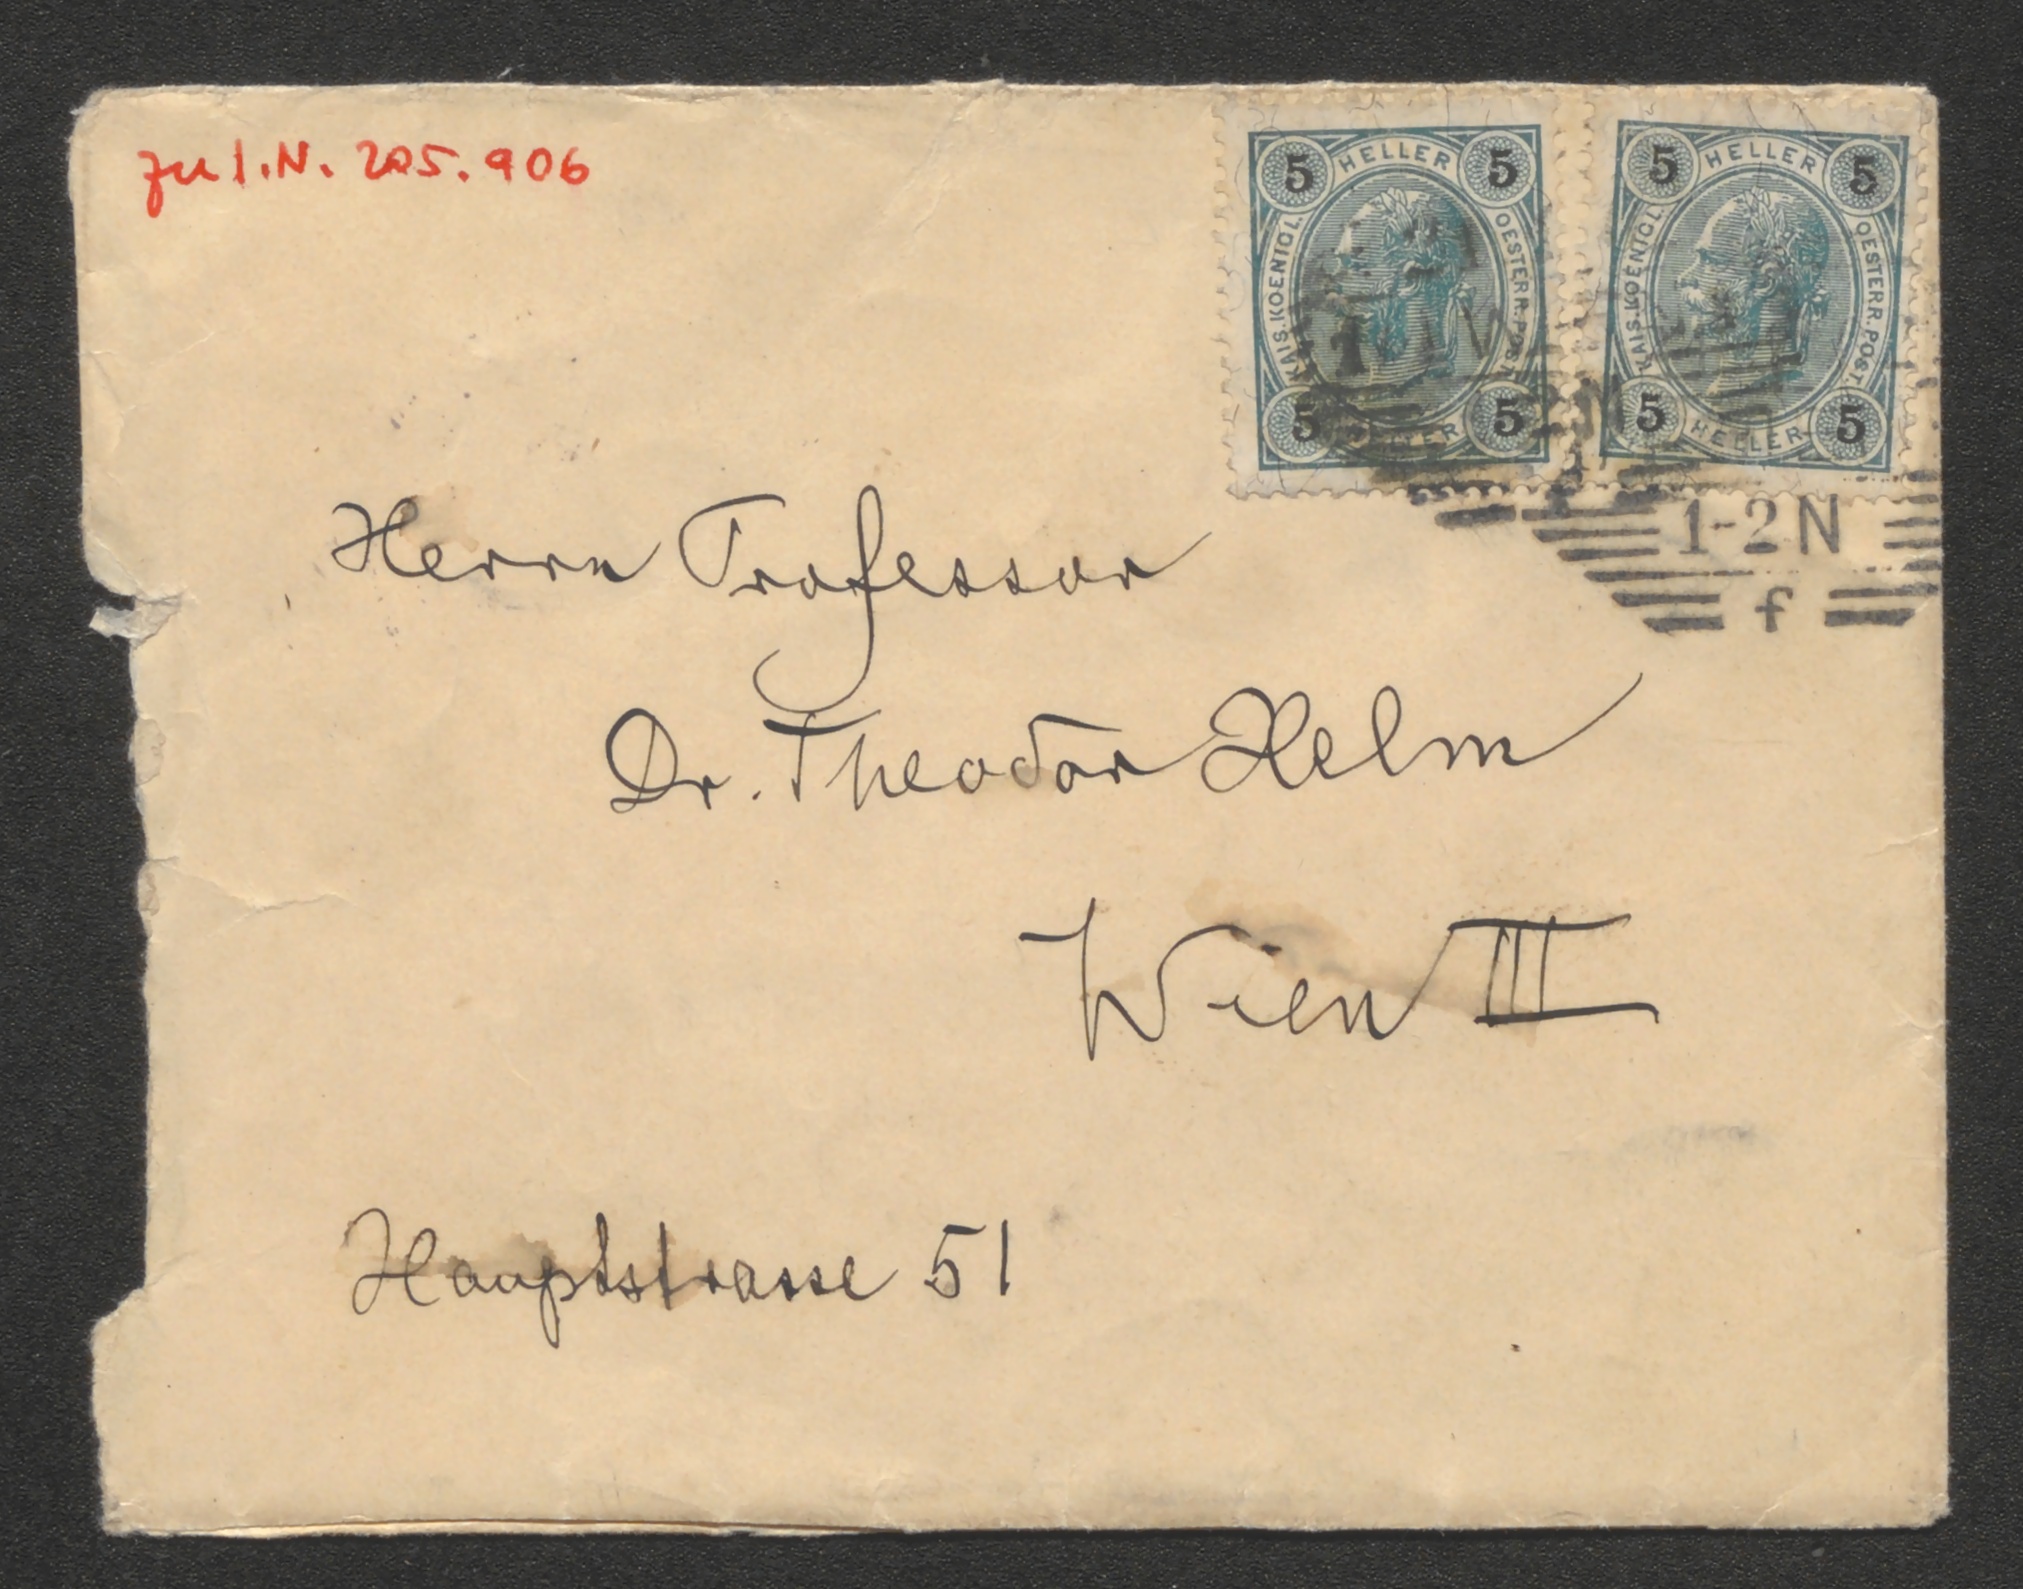 zu I.N. 205.906
5 HELLER 5
KAIS. KOENIGL. OESTERR. POST.
5 HELLER 5
5 HELLER 5
KAIS. KOENIGL. OESTERR. POST.
5 HELLER 5
1-2N
f
Herrn Professor
Dr. Theodor Helm
Wien III
Hauptstrasse 51